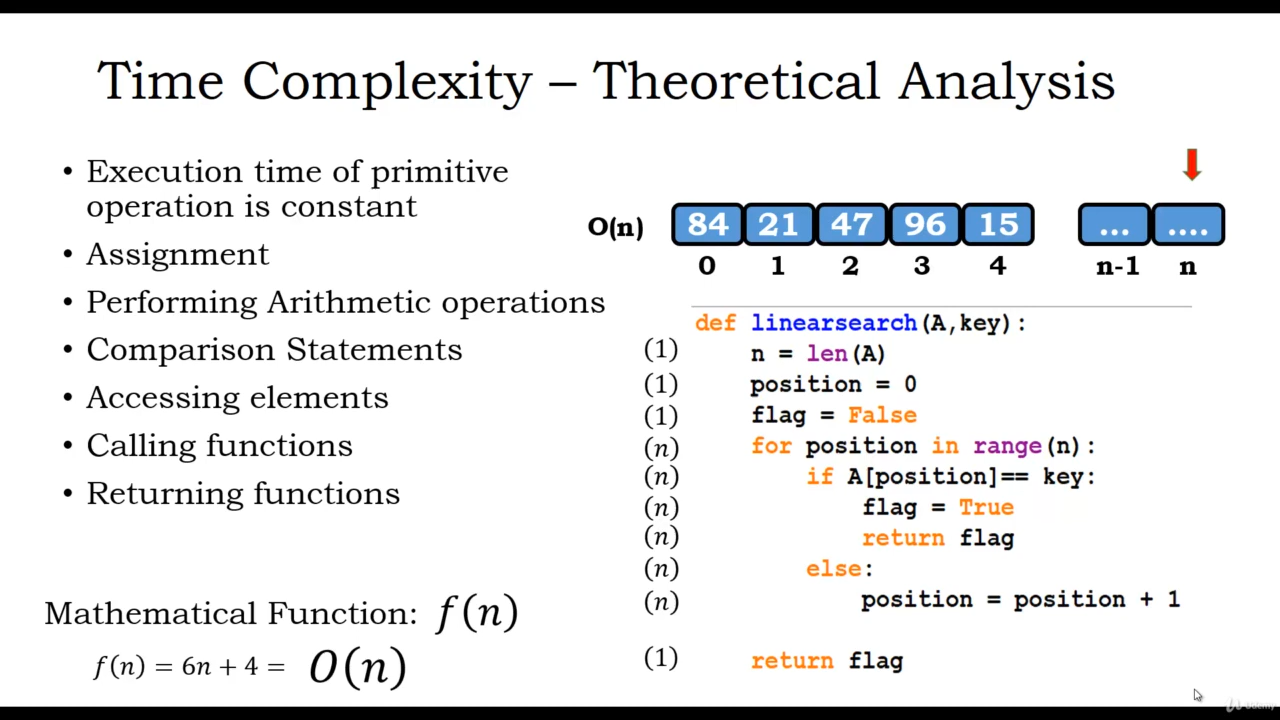 Time Complexity – Theoretical Analysis
• Execution time of primitive
operation is constant
• Assignment
• Performing Arithmetic operations
• Comparison Statements
• Accessing elements
• Calling functions
• Returning functions
Mathematical Function: f(n)
f(n) = 6n + 4 = O(n)
O(n) 84 21 47 96 15 ... ....
0 1 2 3 4 n-1 n
def linearsearch(A,key):
(1) n = len(A)
(1) position = 0
(1) flag = False
(n) for position in range(n):
(n) if A[position]== key:
(n) flag = True
(n) return flag
(n) else:
(n) position = position + 1
(1) return flag
Udemy